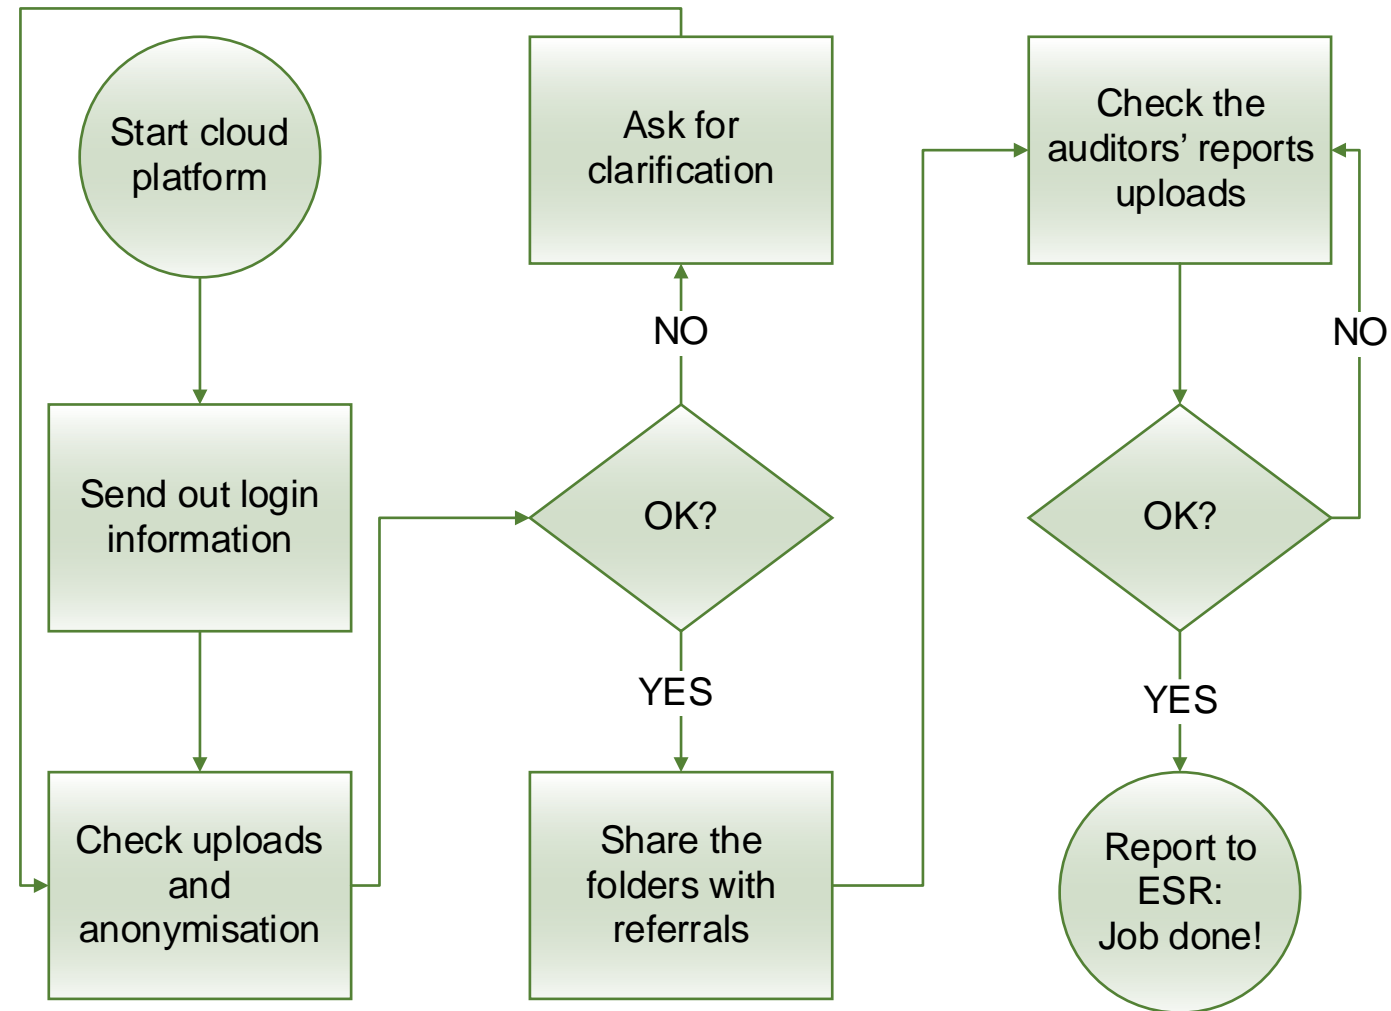 Start cloud
platform
Send out login
information
Check uploads
and
anonymisation
Ask for
clarification
NO
OK?
YES
Share the
folders with
referrals
Check the
auditors’ reports
uploads
NO
OK?
YES
Report to
ESR:
Job done!